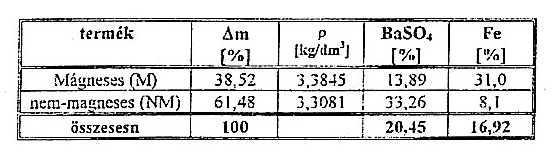 termék Δm [%] ρ [kg/dm³] BaSO₄ [%] Fe [%]
Mágneses (M) 38,52 3,3845 13,89 31,0
nem-magneses (NM) 61,48 3,3081 33,26 8,1
összesesn 100 20,45 16,92